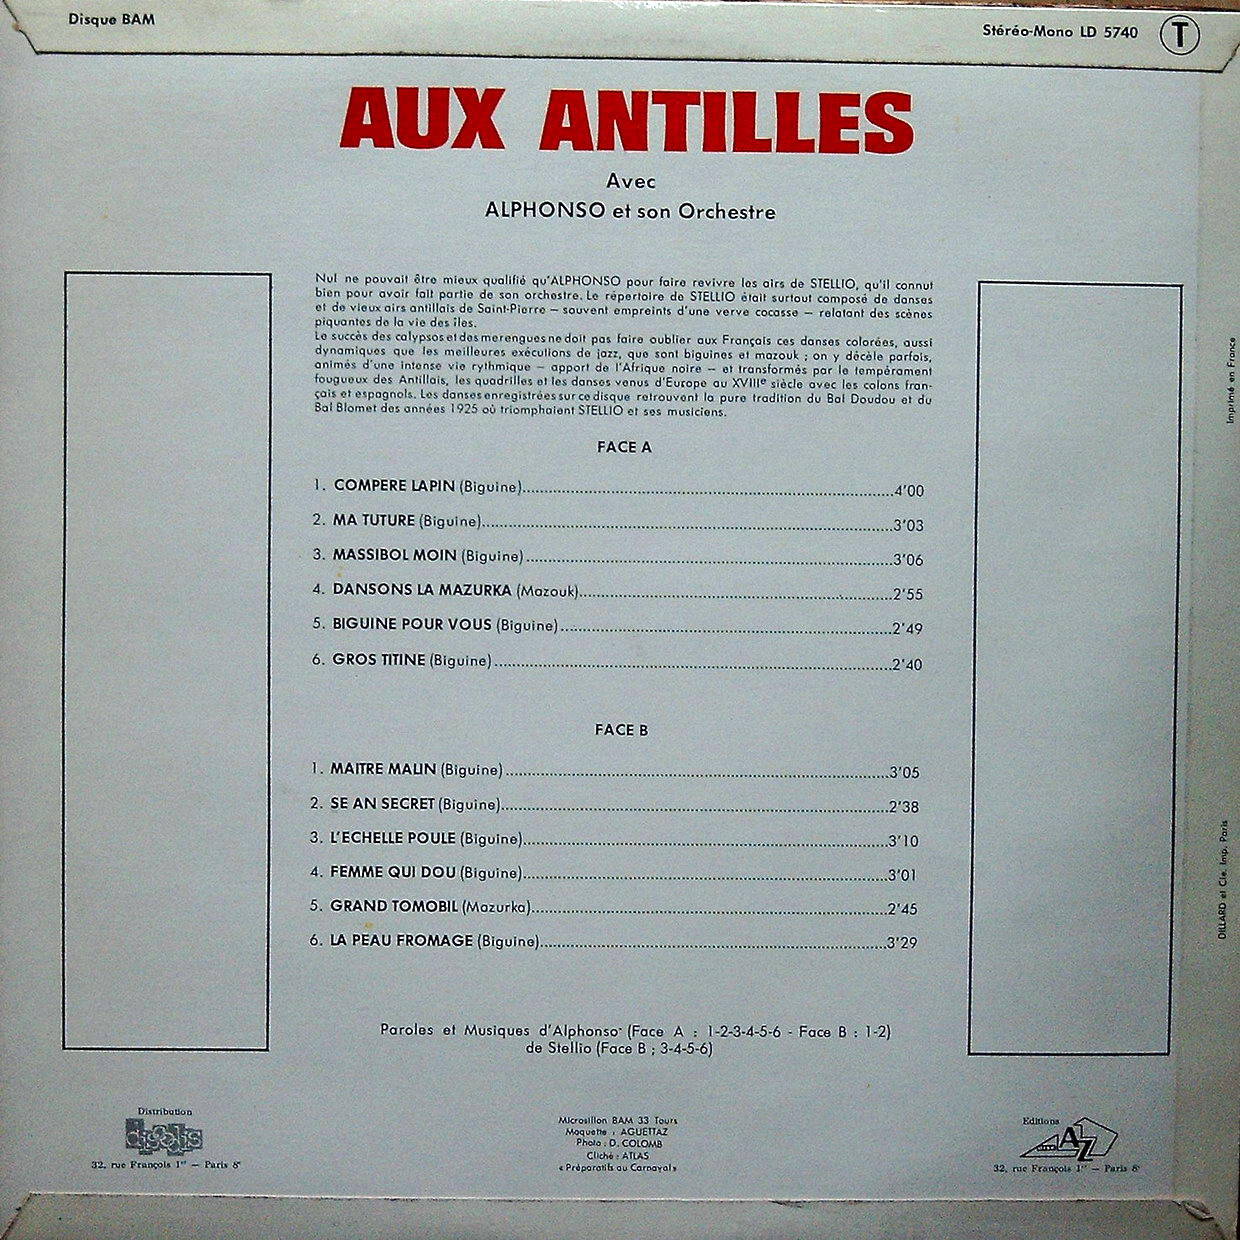 Disque BAM
Stéréo-Mono LD 5740
T
AUX ANTILLES
Avec
ALPHONSO et son Orchestre
Nul ne pouvait être mieux qualifié qu'ALPHONSO pour faire revivre les airs de STELLIO, qu'il connut
bien pour avoir fait partie de son orchestre. Le répertoire de STELLIO était surtout composé de danses
et de vieux airs antillais de Saint-Pierre – souvent empreints d'une verve cocasse – relatant des scènes
piquantes de la vie des îles.
Le succès des calypsos et des merengues ne doit pas faire oublier aux Français ces danses colorées, aussi
dynamiques que les meilleures exécutions de jazz, que sont biguines et mazouk ; on y décèle parfois,
animés d'une intense vie rythmique – apport de l'Afrique noire – et transformés par le tempérament
fougueux des Antillais, les quadrilles et les danses venus d'Europe au XVIIIe siècle avec les colons fran-
çais et espagnols. Les danses enregistrées sur ce disque retrouvent la pure tradition du Bal Doudou et du
Bal Blomet des années 1925 où triomphaient STELLIO et ses musiciens.
FACE A
1. COMPERE LAPIN (Biguine)...4'00
2. MA TUTURE (Biguine)...3'03
3. MASSIBOL MOIN (Biguine)...3'06
4. DANSONS LA MAZURKA (Mazouk)...2'55
5. BIGUINE POUR VOUS (Biguine)...2'49
6. GROS TITINE (Biguine)...2'40
FACE B
1. MAITRE MALIN (Biguine)...3'05
2. SE AN SECRET (Biguine)...2'38
3. L'ECHELLE POULE (Biguine)...3'10
4. FEMME QUI DOU (Biguine)...3'01
5. GRAND TOMOBIL (Mazurka)...2'45
6. LA PEAU FROMAGE (Biguine)...3'29
Paroles et Musiques d'Alphonso (Face A : 1-2-3-4-5-6 - Face B : 1-2)
de Stellio (Face B ; 3-4-5-6)
Distribution
discodis
32, rue François 1er – Paris 8e
Microsillon BAM 33 Tours
Maquette : AGUETTAZ
Photo : D. COLOMB
Cliché : ATLAS
« Préparatifs au Carnaval »
Editions
AZ
32, rue François 1er – Paris 8e
Imprimé en France
DILLARD et Cie. Imp. Paris